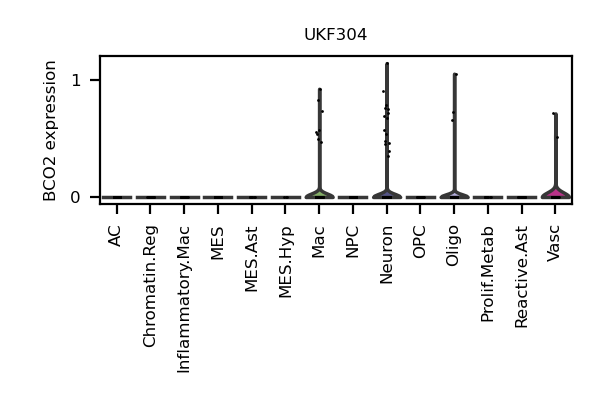 UKF304
BCO2 expression
1
0
AC
Chromatin.Reg
Inflammatory.Mac
MES
MES.Ast
MES.Hyp
Mac
NPC
Neuron
OPC
Oligo
Prolif.Metab
Reactive.Ast
Vasc